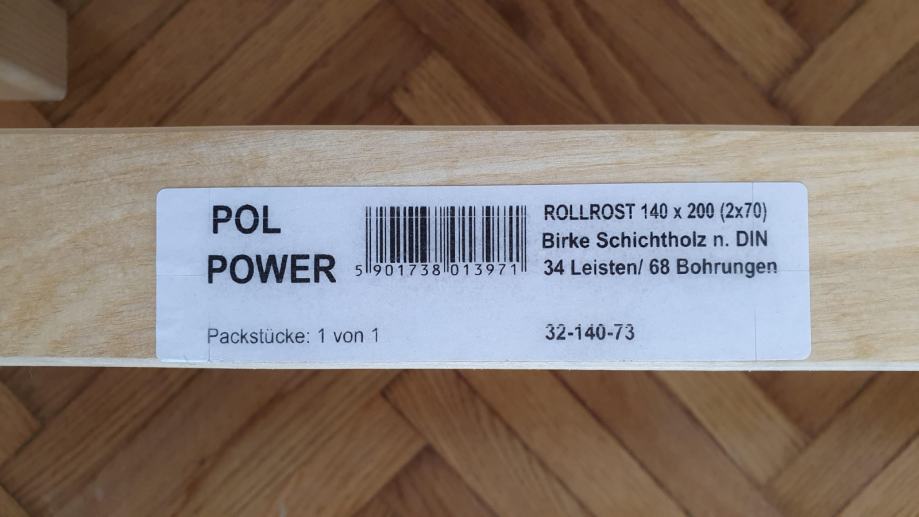 POL
POWER
5 901738 013971
ROLLROST 140 x 200 (2x70)
Birke Schichtholz n. DIN
34 Leisten/ 68 Bohrungen
Packstücke: 1 von 1
32-140-73